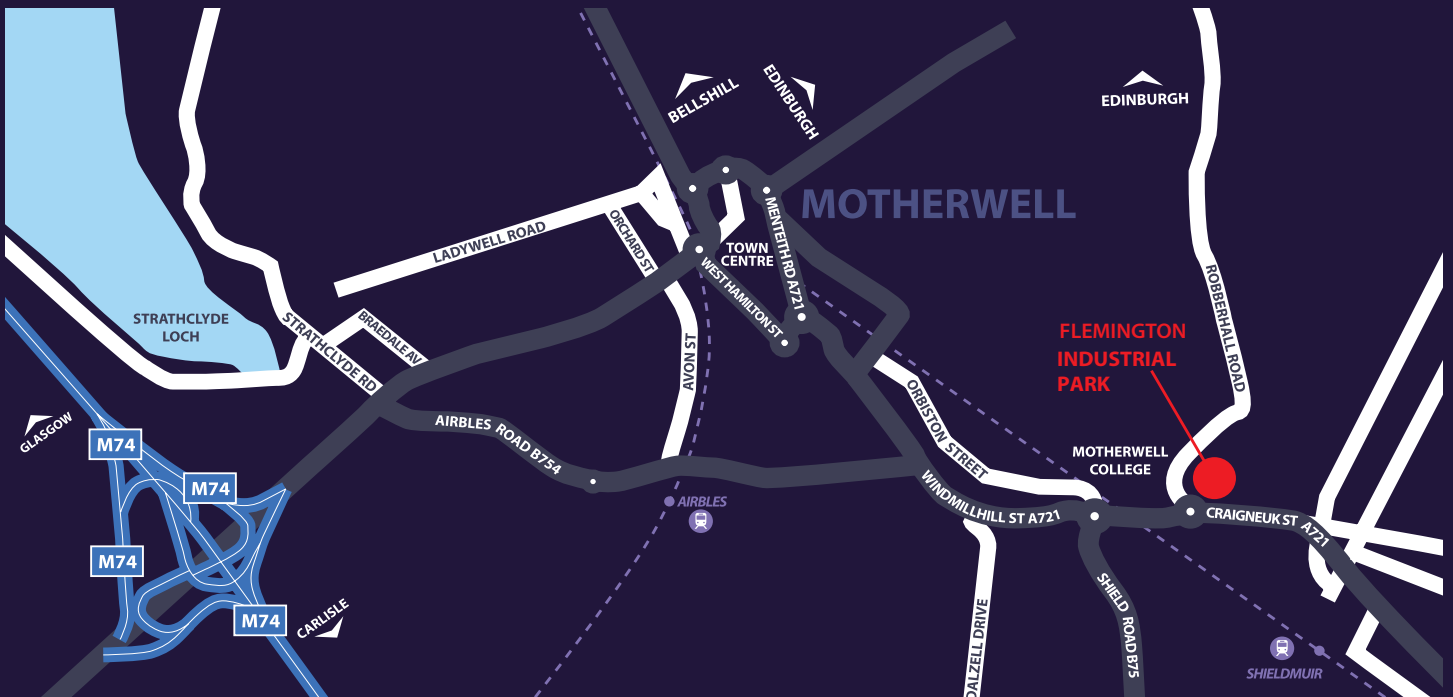 BELLSHILL
EDINBURGH
EDINBURGH
MOTHERWELL
LADYWELL ROAD
ORCHARD ST
TOWN
CENTRE
MENTEITH RD A721
WEST HAMILTON ST
ROBBERHALL ROAD
STRATHCLYDE
LOCH
STRATHCLYDE RD
BRAEDALE AV
AVON ST
FLEMINGTON
INDUSTRIAL
PARK
ORBISTON STREET
GLASGOW
M74
AIRBLES ROAD B754
MOTHERWELL
COLLEGE
M74
WINDMILLHILL ST A721
CRAIGNEUK ST A721
AIRBLES
M74
SHIELD ROAD B75
M74
CARLISLE
DALZELL DRIVE
SHIELDMUIR